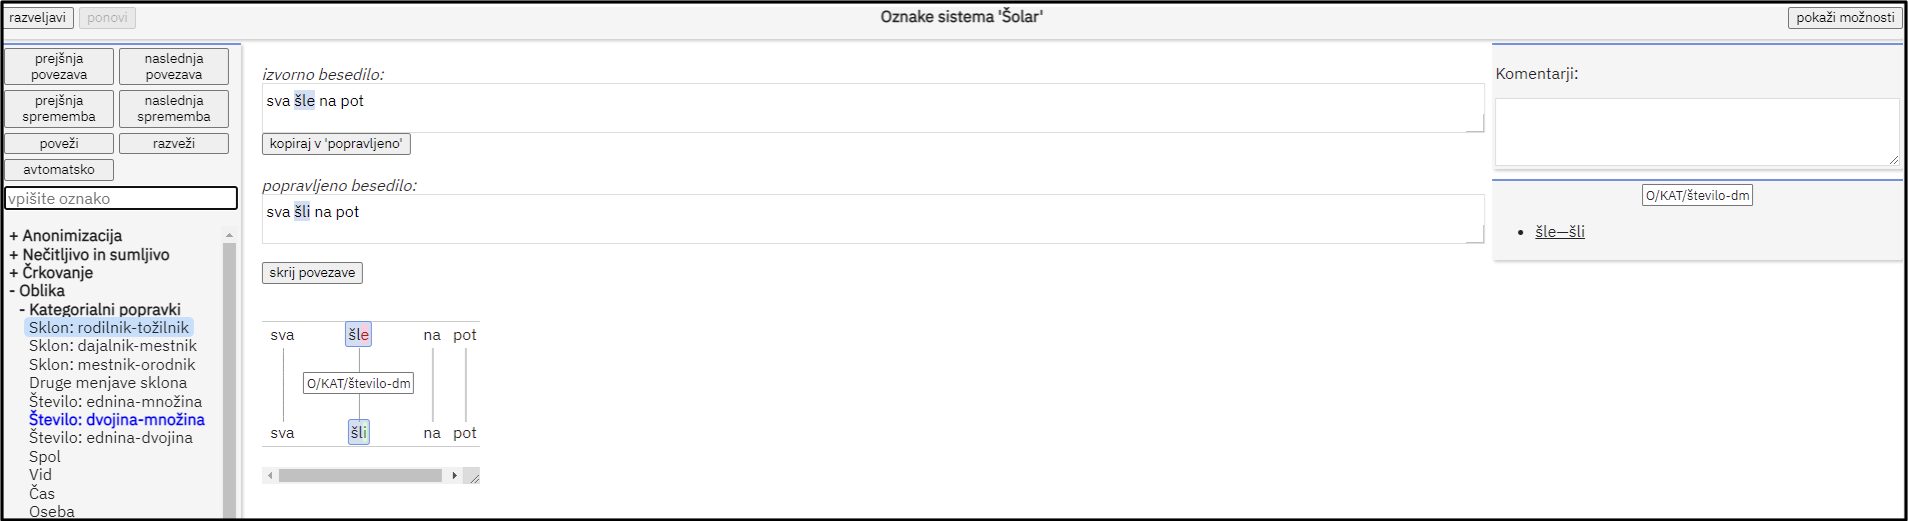 razveljavi ponovi Oznake sistema 'Šolar' pokaži možnosti
prejšnja povezava
naslednja povezava
prejšnja sprememba
naslednja sprememba
poveži razveži
avtomatsko
vpišite oznako
+ Anonimizacija
+ Nečitljivo in sumljivo
+ Črkovanje
- Oblika
- Kategorialni popravki
Sklon: rodilnik-tožilnik
Sklon: dajalnik-mestnik
Sklon: mestnik-orodnik
Druge menjave sklona
Število: ednina-množina
Število: dvojina-množina
Število: ednina-dvojina
Spol
Vid
Čas
Oseba
izvorno besedilo:
sva šle na pot
kopiraj v 'popravljeno'
popravljeno besedilo:
sva šli na pot
skrij povezave
sva šle na pot
O/KAT/število-dm
sva šli na pot
Komentarji:
O/KAT/število-dm
• šle—šli